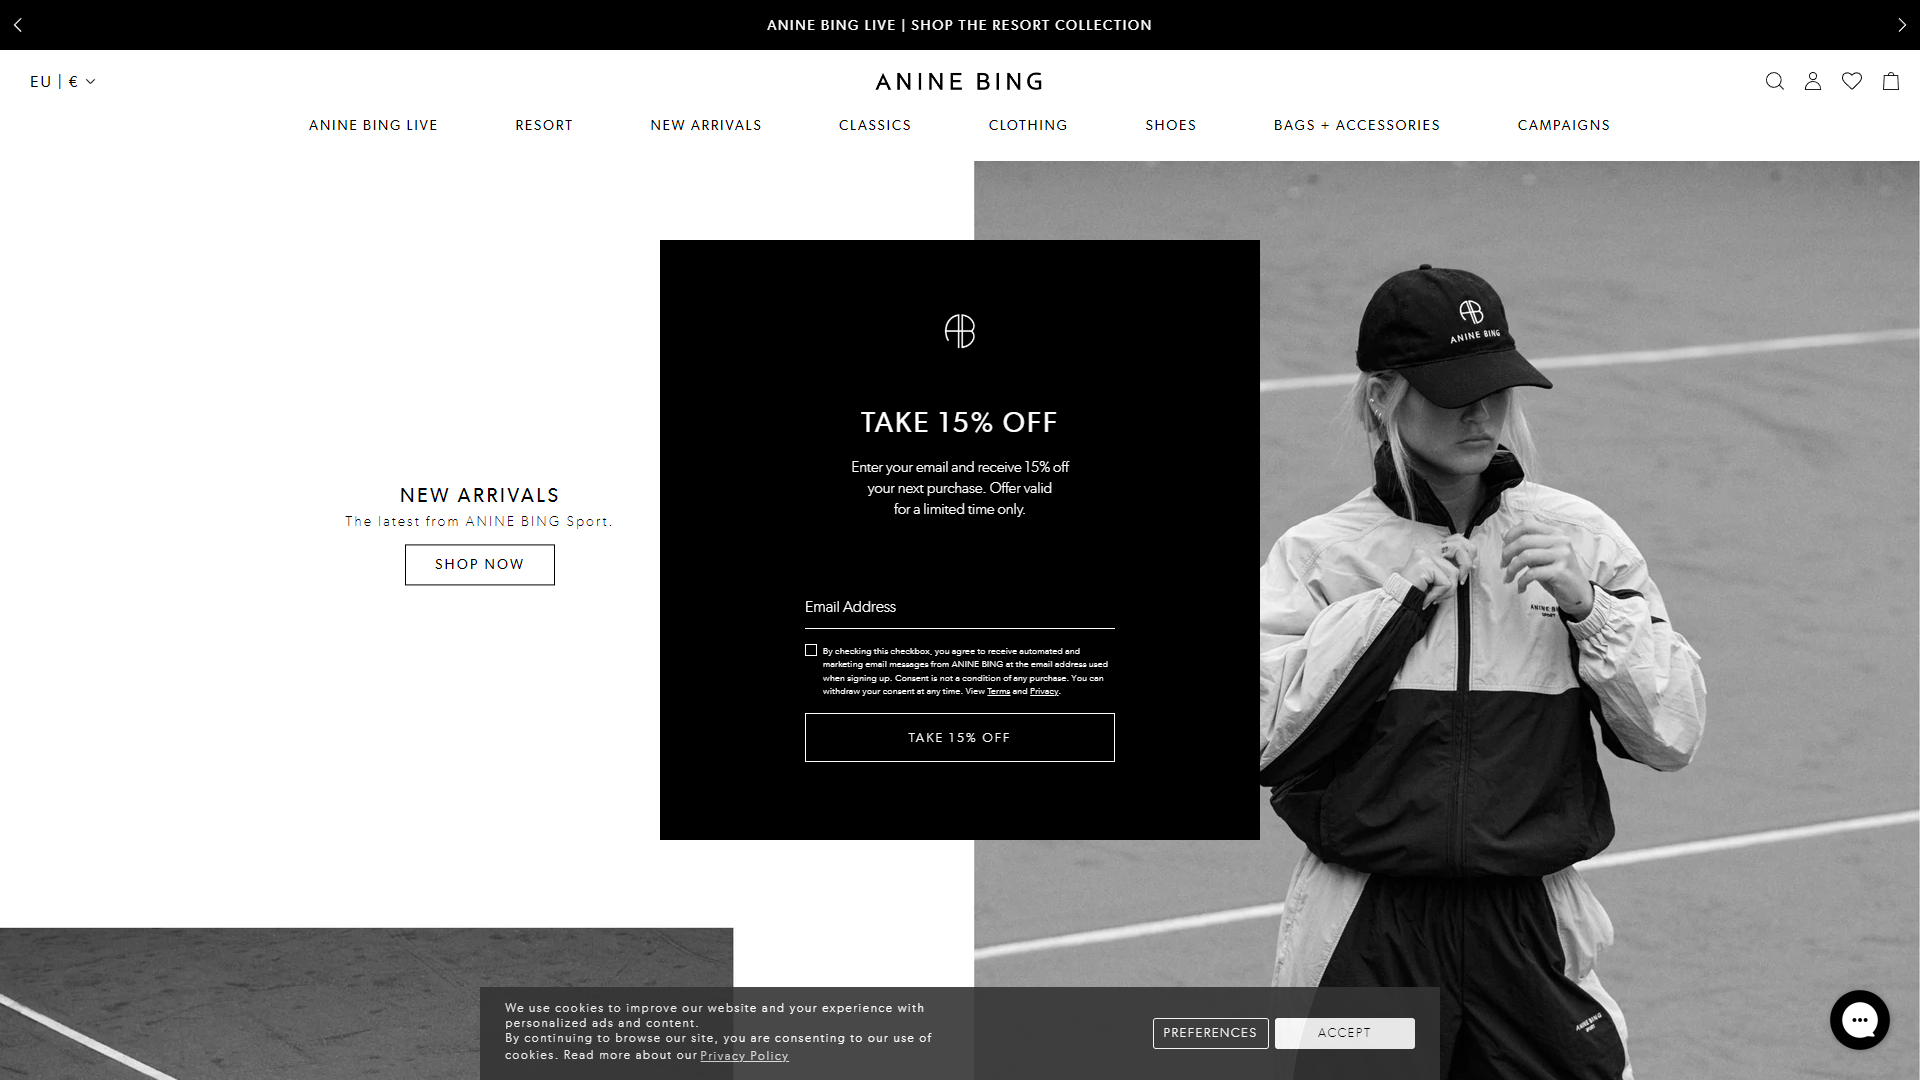 ANINE BING LIVE | SHOP THE RESORT COLLECTION
EU | €
ANINE BING
ANINE BING LIVE
RESORT
NEW ARRIVALS
CLASSICS
CLOTHING
SHOES
BAGS + ACCESSORIES
CAMPAIGNS
AB
ANINE BING
TAKE 15% OFF
Enter your email and receive 15% off
your next purchase. Offer valid
for a limited time only.
NEW ARRIVALS
The latest from ANINE BING Sport.
SHOP NOW
Email Address
By checking this checkbox, you agree to receive automated and
marketing email messages from ANINE BING at the email address used
when signing up. Consent is not a condition of any purchase. You can
withdraw your consent at any time. View Terms and Privacy.
TAKE 15% OFF
We use cookies to improve our website and your experience with
personalized ads and content.
By continuing to browse our site, you are consenting to our use of
cookies. Read more about our Privacy Policy
PREFERENCES
ACCEPT
ANINE BING
SPORT